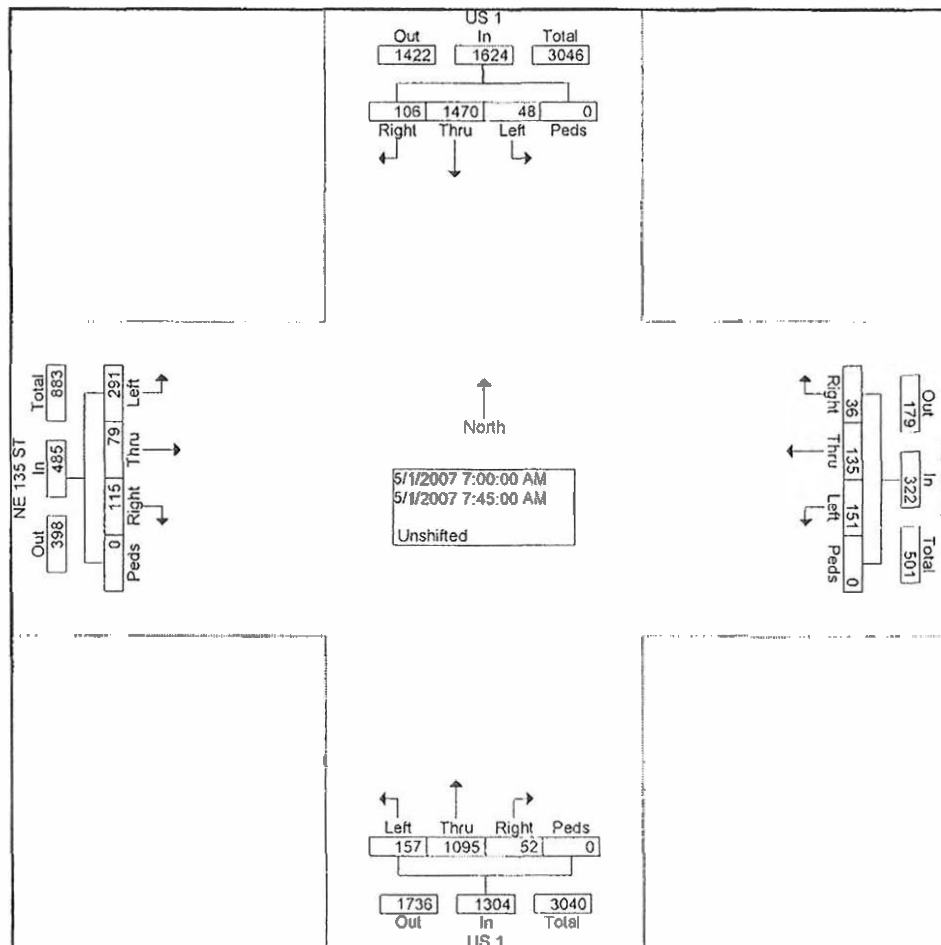 US 1
Out In Total
1422 1624 3046
106 1470 48 0
Right Thru Left Peds
NE 135 ST
Total In Out
883 485 398
291 79 115 0
Left Thru Right Peds
North
5/1/2007 7:00:00 AM
5/1/2007 7:45:00 AM
Unshifted
Right Thru Left Peds
36 135 151 0
Out In Total
179 322 501
Left Thru Right Peds
157 1095 52 0
1736 1304 3040
Out In Total
US 1